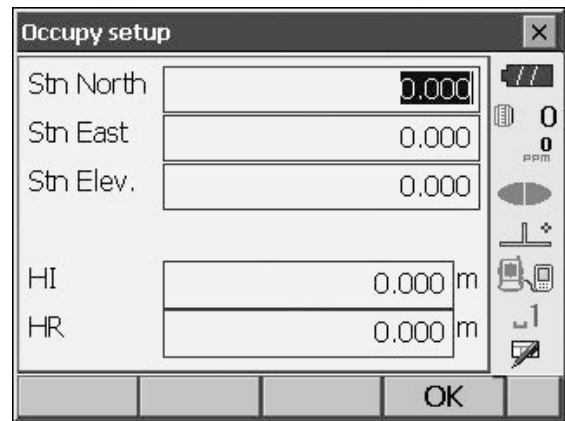 Occupy setup
Stn North 0.000
0
Stn East 0.000
0
PPM
Stn Elev. 0.000
HI 0.000 m
HR 0.000 m
1
OK